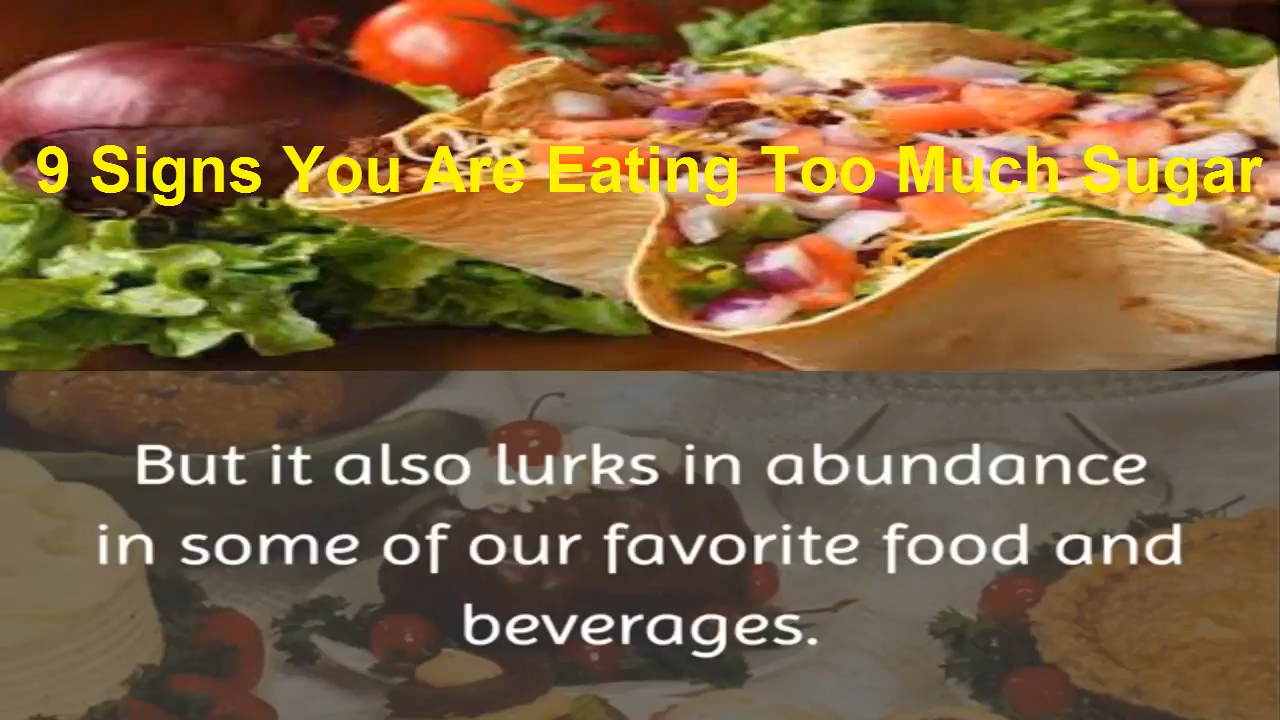 9 Signs You Are Eating Too Much Sugar
But it also lurks in abundance
in some of our favorite food and
beverages.